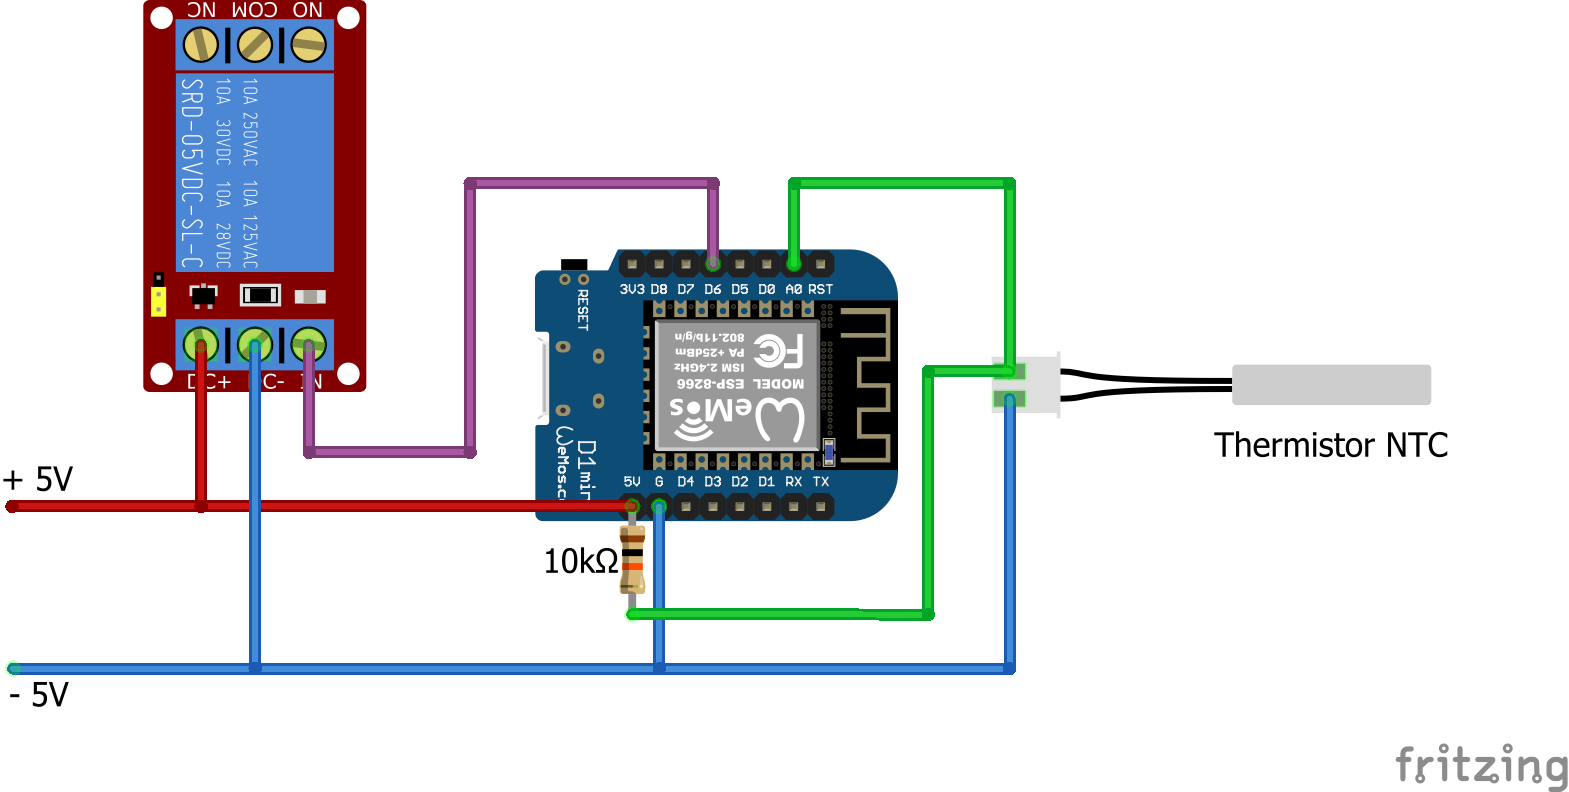 NC COM NO
SRD-05VDC-SL-C
10A 30VDC 10A 28VDC
10A 250VAC 10A 125VAC
DC+ DC- IN
+ 5V
- 5V
3V3 D8 D7 D6 D5 D0 A0 RST
RESET
802.11b/g/n
PA +25dBm
ISM 2.4GHz
MODEL ESP-8266
FC
WeMos
D1 min
WeMos.c
5V G D4 D3 D2 D1 RX TX
10kΩ
Thermistor NTC
fritzing